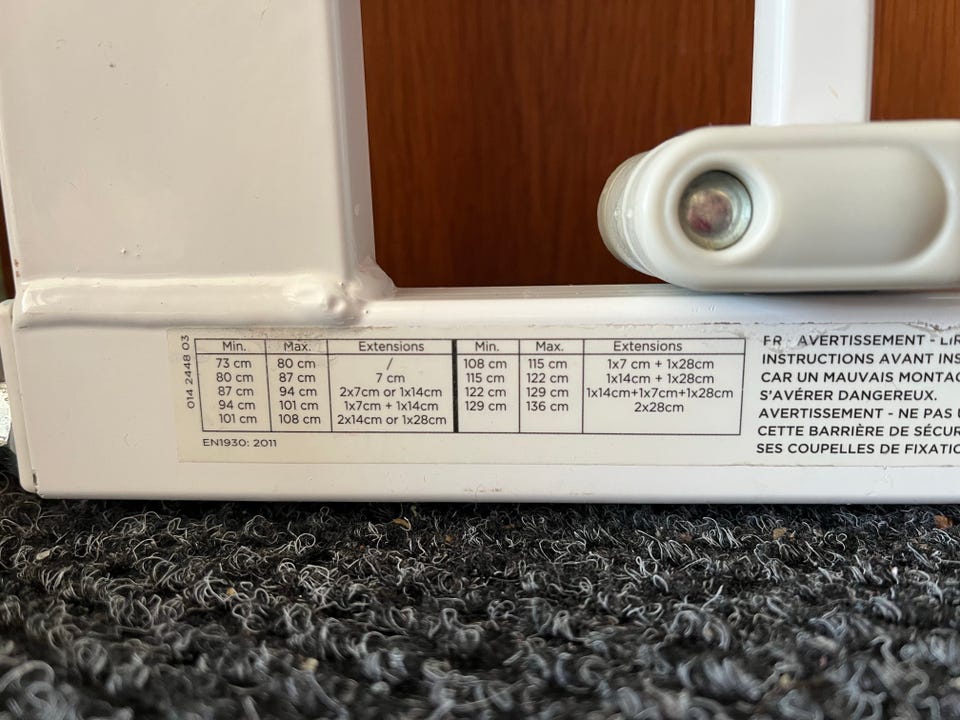 014 2448 03
Min. Max. Extensions
73 cm 80 cm /
80 cm 87 cm 7 cm
87 cm 94 cm 2x7cm or 1x14cm
94 cm 101 cm 1x7cm + 1x14cm
101 cm 108 cm 2x14cm or 1x28cm
Min. Max. Extensions
108 cm 115 cm 1x7 cm + 1x28cm
115 cm 122 cm 1x14cm + 1x28cm
122 cm 129 cm 1x14cm+1x7cm+1x28cm
129 cm 136 cm 2x28cm
EN1930: 2011
FR AVERTISSEMENT - LIR
INSTRUCTIONS AVANT INS
CAR UN MAUVAIS MONTAG
S'AVÉRER DANGEREUX.
AVERTISSEMENT - NE PAS U
CETTE BARRIÈRE DE SÉCUR
SES COUPELLES DE FIXATIO